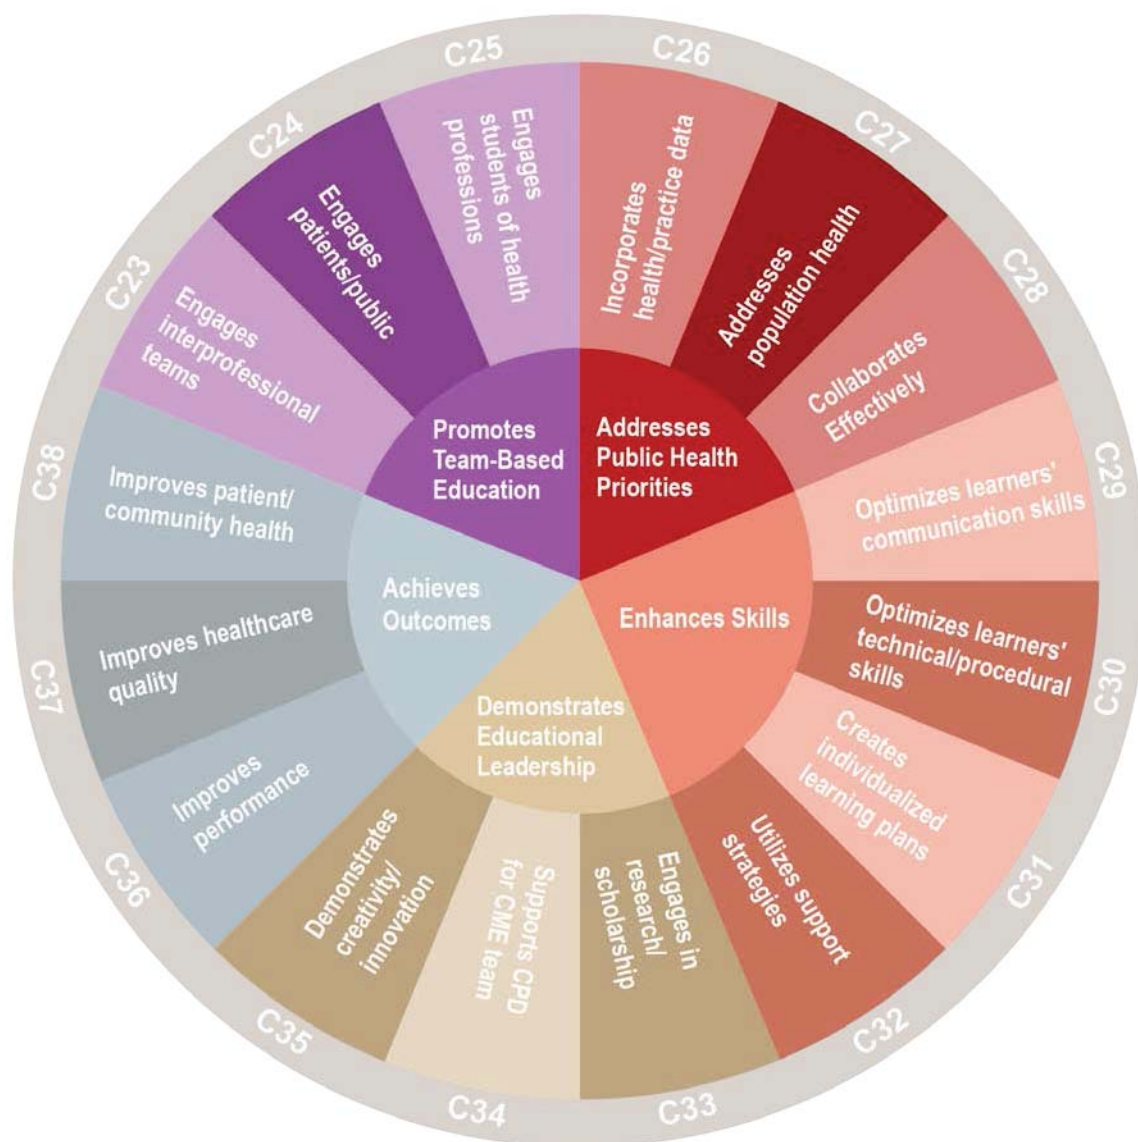 C23
Engages
interprofessional
teams
C24
Engages
patients/public
C25
Engages
students of health
professions
Promotes
Team-Based
Education
C26
Incorporates
health/practice data
C27
Addresses
population health
C28
Collaborates
Effectively
Addresses
Public Health
Priorities
C29
Optimizes learners'
communication skills
C30
Optimizes learners'
technical/procedural
skills
C31
Creates
individualized
learning plans
C32
Utilizes support
strategies
Enhances Skills
C33
Engages in
research/
scholarship
C34
Supports CPD
for CME team
C35
Demonstrates
creativity/
innovation
Demonstrates
Educational
Leadership
C36
Improves
performance
C37
Improves healthcare
quality
C38
Improves patient/
community health
Achieves
Outcomes